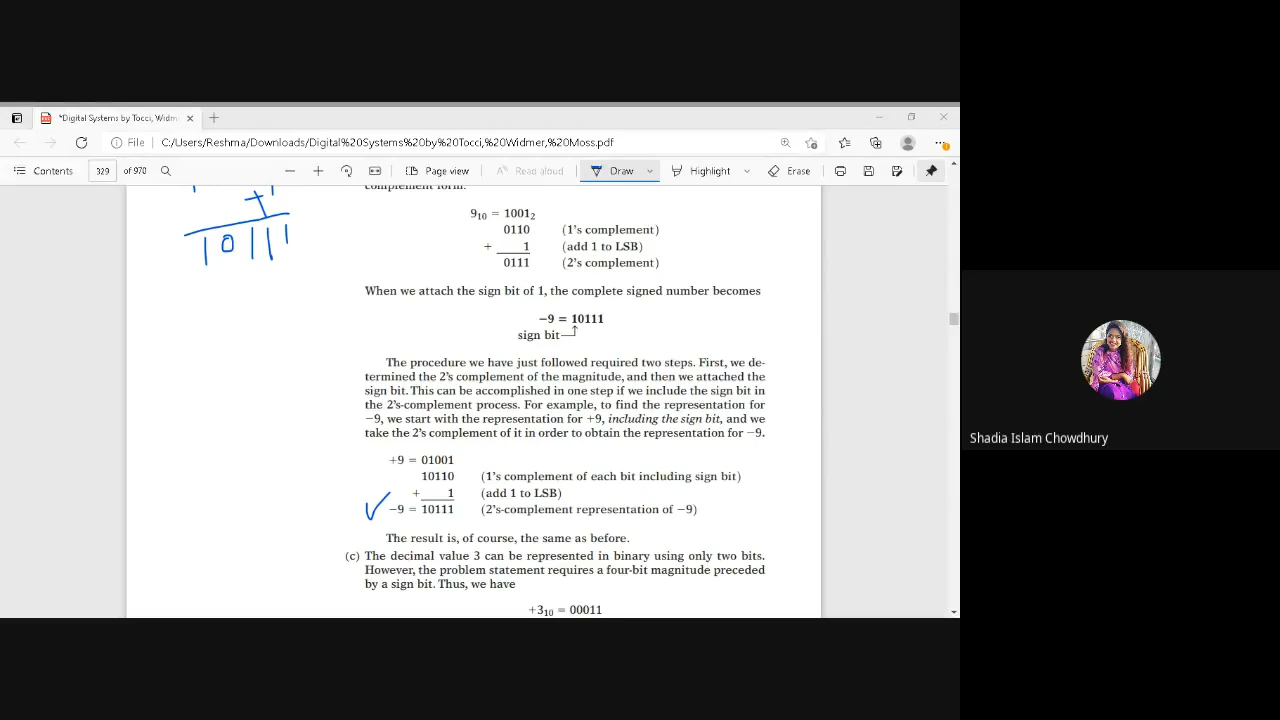 *Digital Systems by Tocci, Widm
File C:/Users/Reshma/Downloads/Digital%20Systems%20by%20Tocci,%20Widmer,%20Moss.pdf
Contents 329 of 970 Page view Read aloud Draw Highlight Erase
complement form.
9₁₀ = 1001₂
0110 (1's complement)
+ 1 (add 1 to LSB)
0111 (2's complement)
+
10111
When we attach the sign bit of 1, the complete signed number becomes
−9 = 10111
sign bit
The procedure we have just followed required two steps. First, we de-
termined the 2's complement of the magnitude, and then we attached the
sign bit. This can be accomplished in one step if we include the sign bit in
the 2's-complement process. For example, to find the representation for
−9, we start with the representation for +9, including the sign bit, and we
take the 2's complement of it in order to obtain the representation for −9.
+9 = 01001
10110 (1's complement of each bit including sign bit)
+ 1 (add 1 to LSB)
−9 = 10111 (2's-complement representation of −9)
The result is, of course, the same as before.
(c) The decimal value 3 can be represented in binary using only two bits.
However, the problem statement requires a four-bit magnitude preceded
by a sign bit. Thus, we have
+3₁₀ = 00011
Shadia Islam Chowdhury